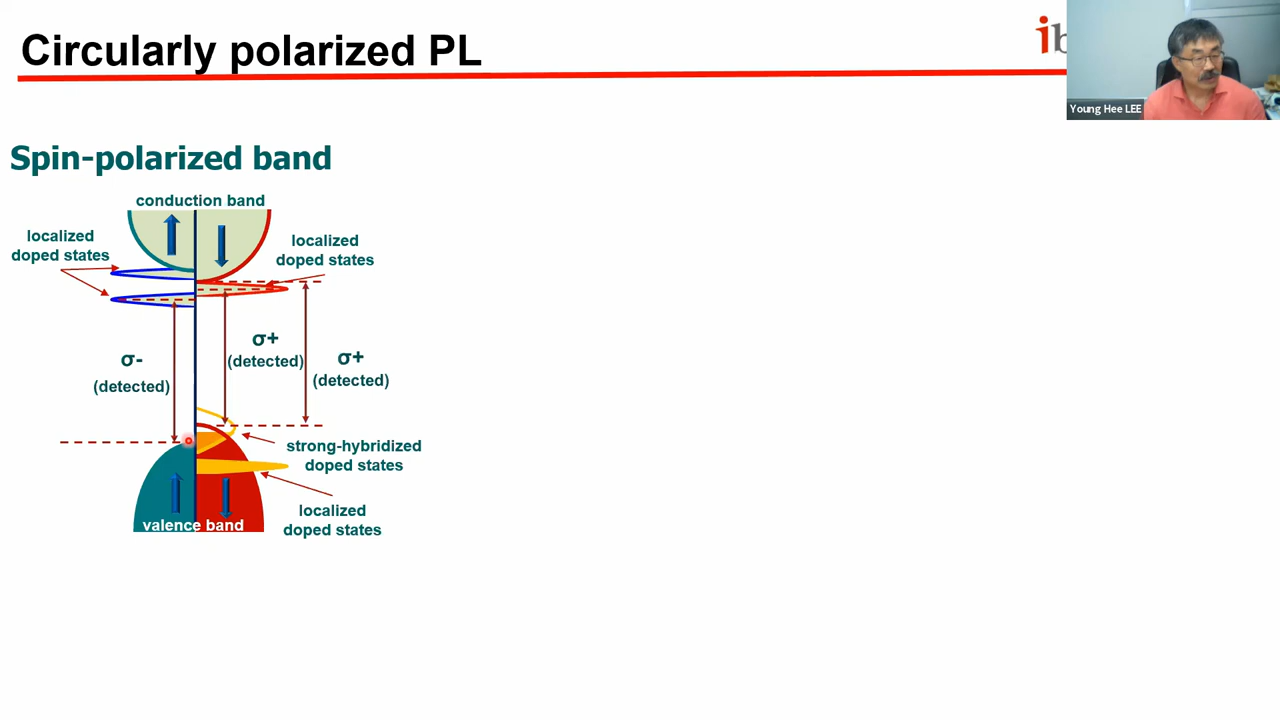 Circularly polarized PL
Young Hee LEE
Spin-polarized band
conduction band
localized
doped states
localized
doped states
σ-
(detected)
σ+
(detected)
σ+
(detected)
strong-hybridized
doped states
localized
doped states
valence band